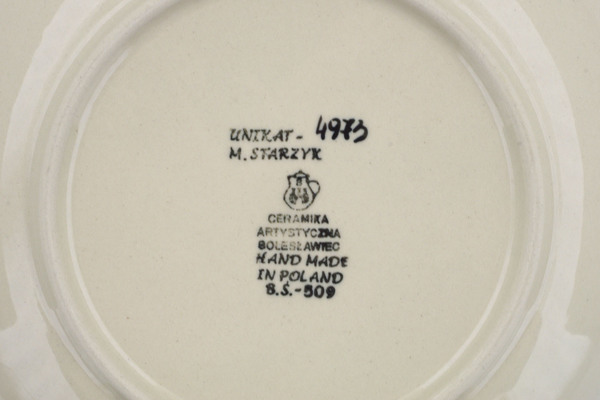 UNIKAT - 4973
M. STARZYK
CERAMIKA
ARTYSTYCZNA
BOLESŁAWIEC
HAND MADE
IN POLAND
B.Ś.-509